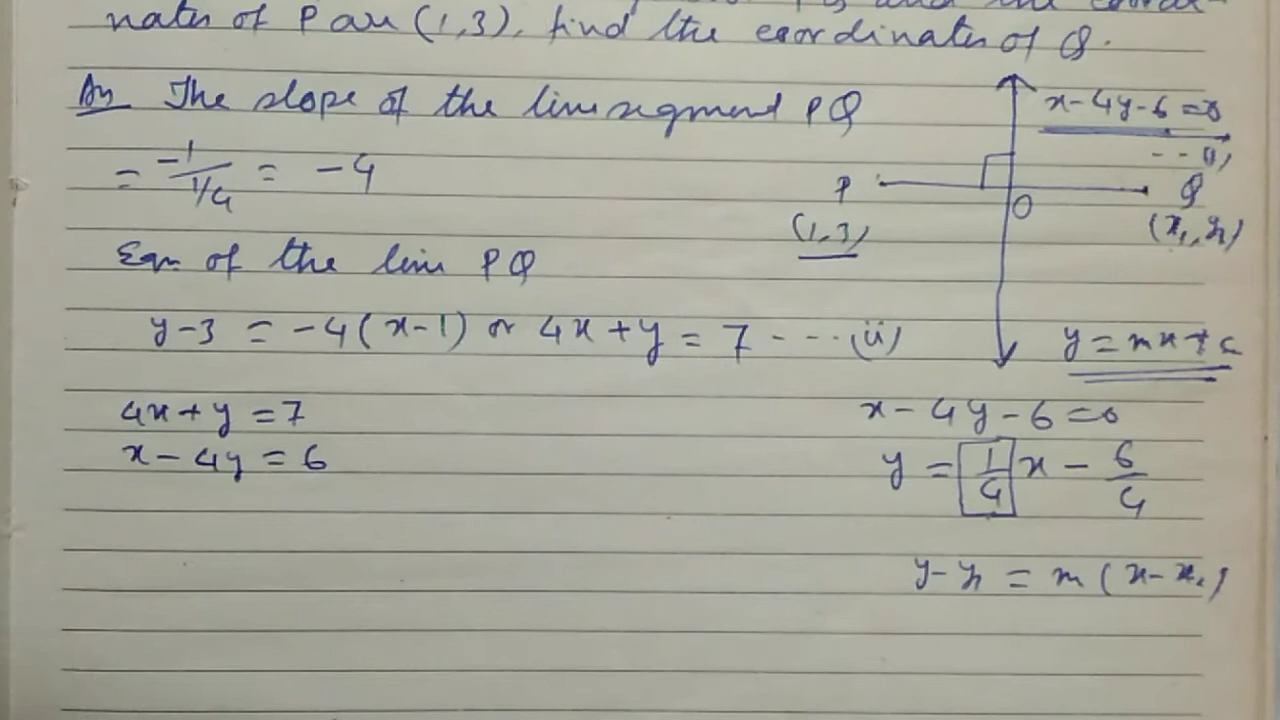 nates of P are (1,3), find the coordinates of Q.
An The slope of the line segment PQ
= -1/1/4 = -4
x-4y-6=0
--(i)
P
O
Q
(1,3)
(x1,y1)
Eqn of the line PQ
y-3 = -4(x-1) or 4x+y = 7 ---(ii)
y=mx+c
4x+y=7
x-4y=6
x-4y-6=0
y = 1/4 x - 6/4
y-y1 = m(x-x1)